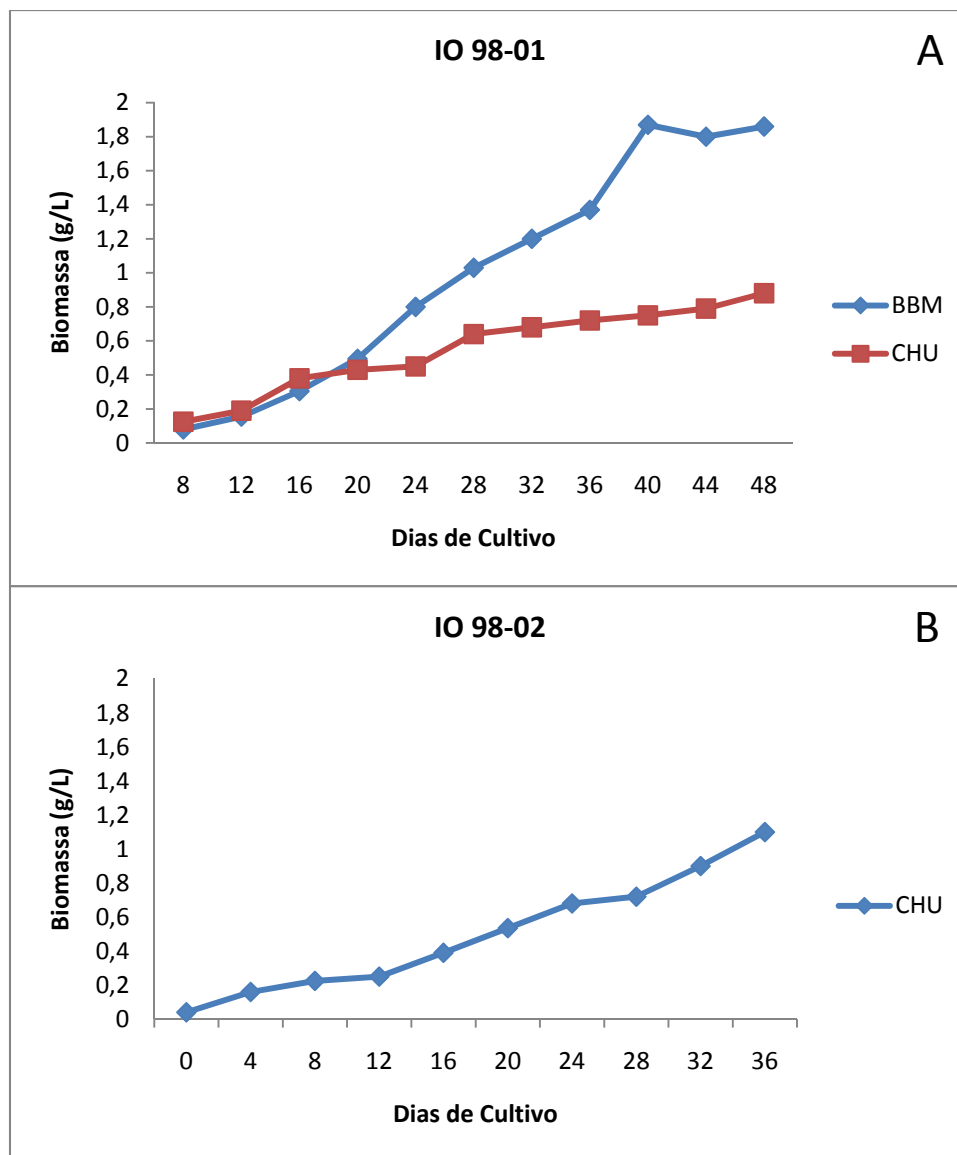 IO 98-01
A
Biomassa (g/L)
2
1,8
1,6
1,4
1,2
1
0,8
0,6
0,4
0,2
0
8 12 16 20 24 28 32 36 40 44 48
Dias de Cultivo
BBM
CHU
IO 98-02
B
Biomassa (g/L)
2
1,8
1,6
1,4
1,2
1
0,8
0,6
0,4
0,2
0
0 4 8 12 16 20 24 28 32 36
Dias de Cultivo
CHU